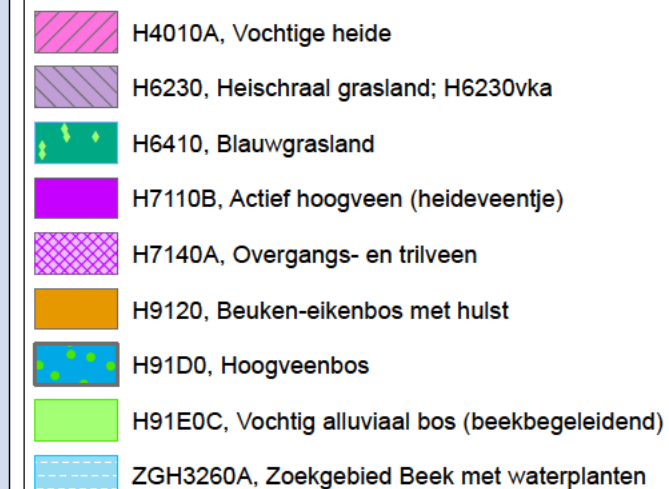 H4010A, Vochtige heide
H6230, Heischraal grasland; H6230vka
H6410, Blauwgrasland
H7110B, Actief hoogveen (heideveentje)
H7140A, Overgangs- en trilveen
H9120, Beuken-eikenbos met hulst
H91D0, Hoogveenbos
H91E0C, Vochtig alluviaal bos (beekbegeleidend)
ZGH3260A, Zoekgebied Beek met waterplanten